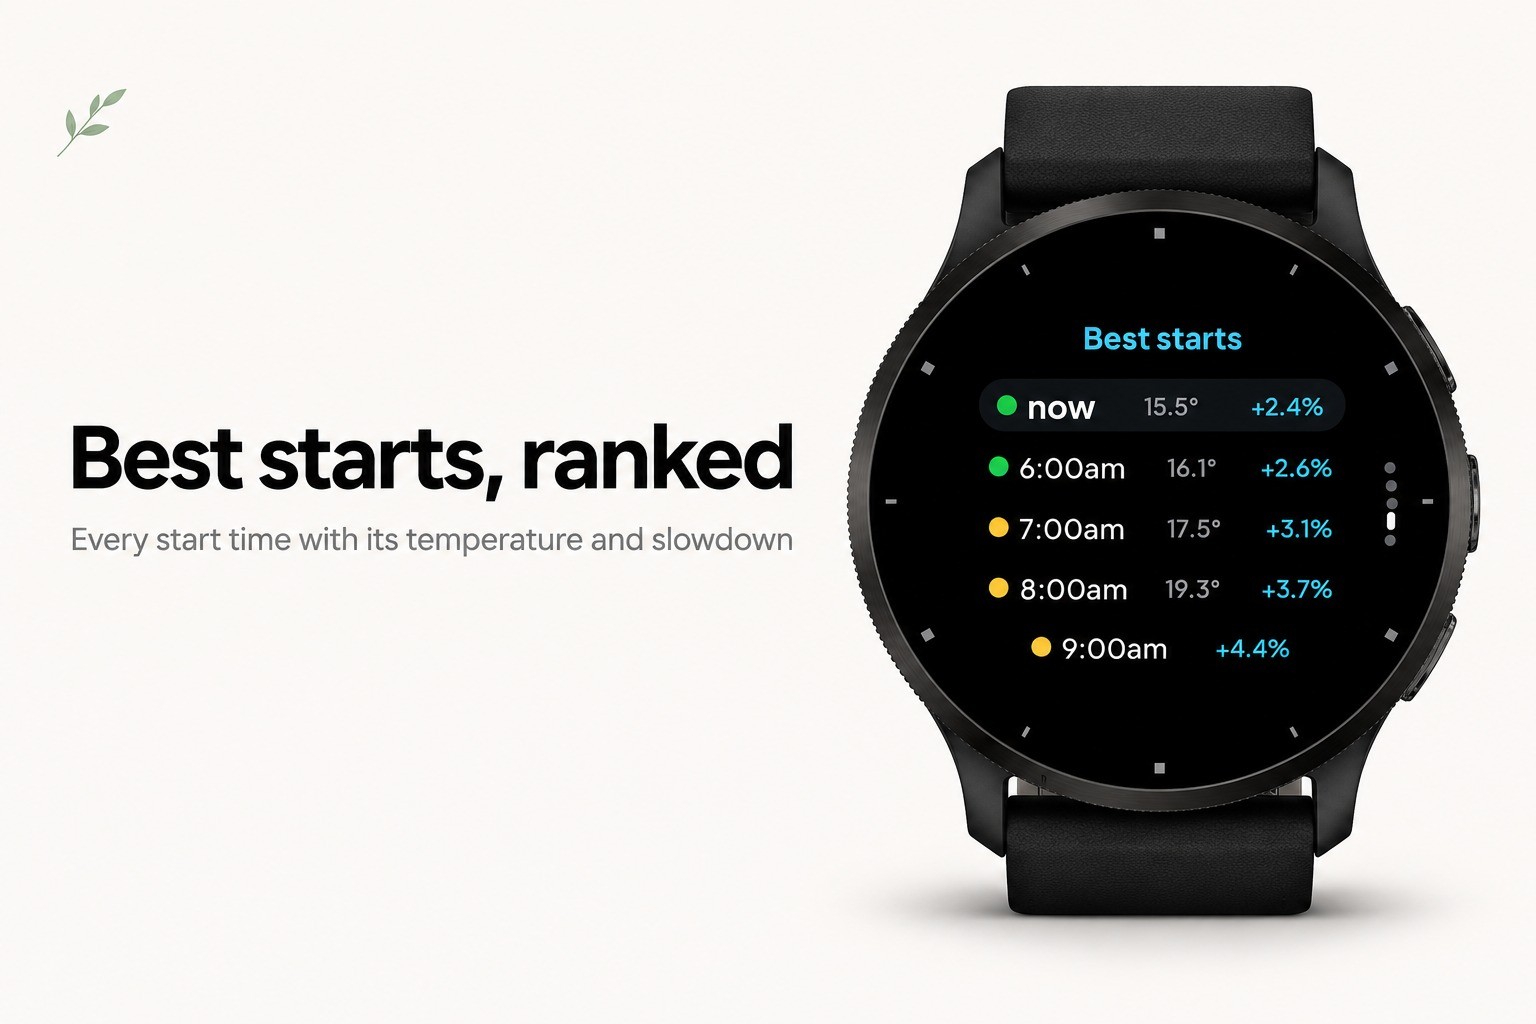 Best starts, ranked
Every start time with its temperature and slowdown
Best starts
now 15.5° +2.4%
6:00am 16.1° +2.6%
7:00am 17.5° +3.1%
8:00am 19.3° +3.7%
9:00am +4.4%